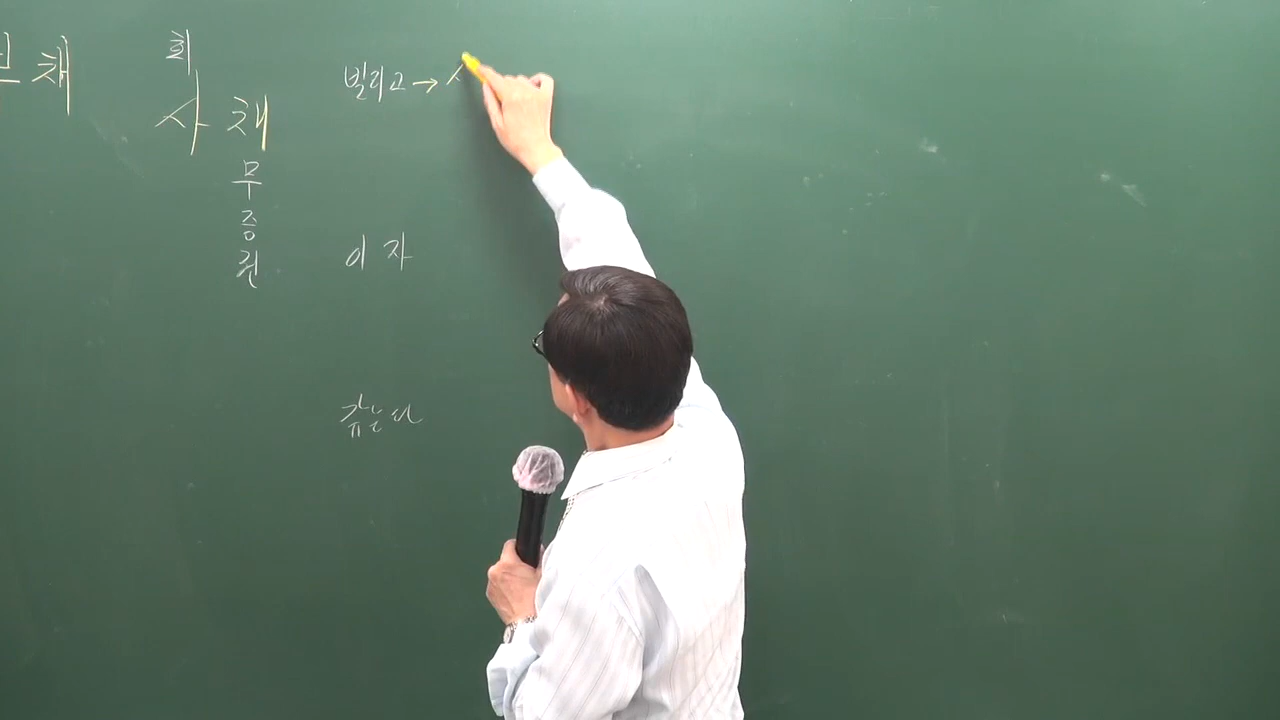 채
회
사채
무
증
권
빌리고 →
이자
갚는다